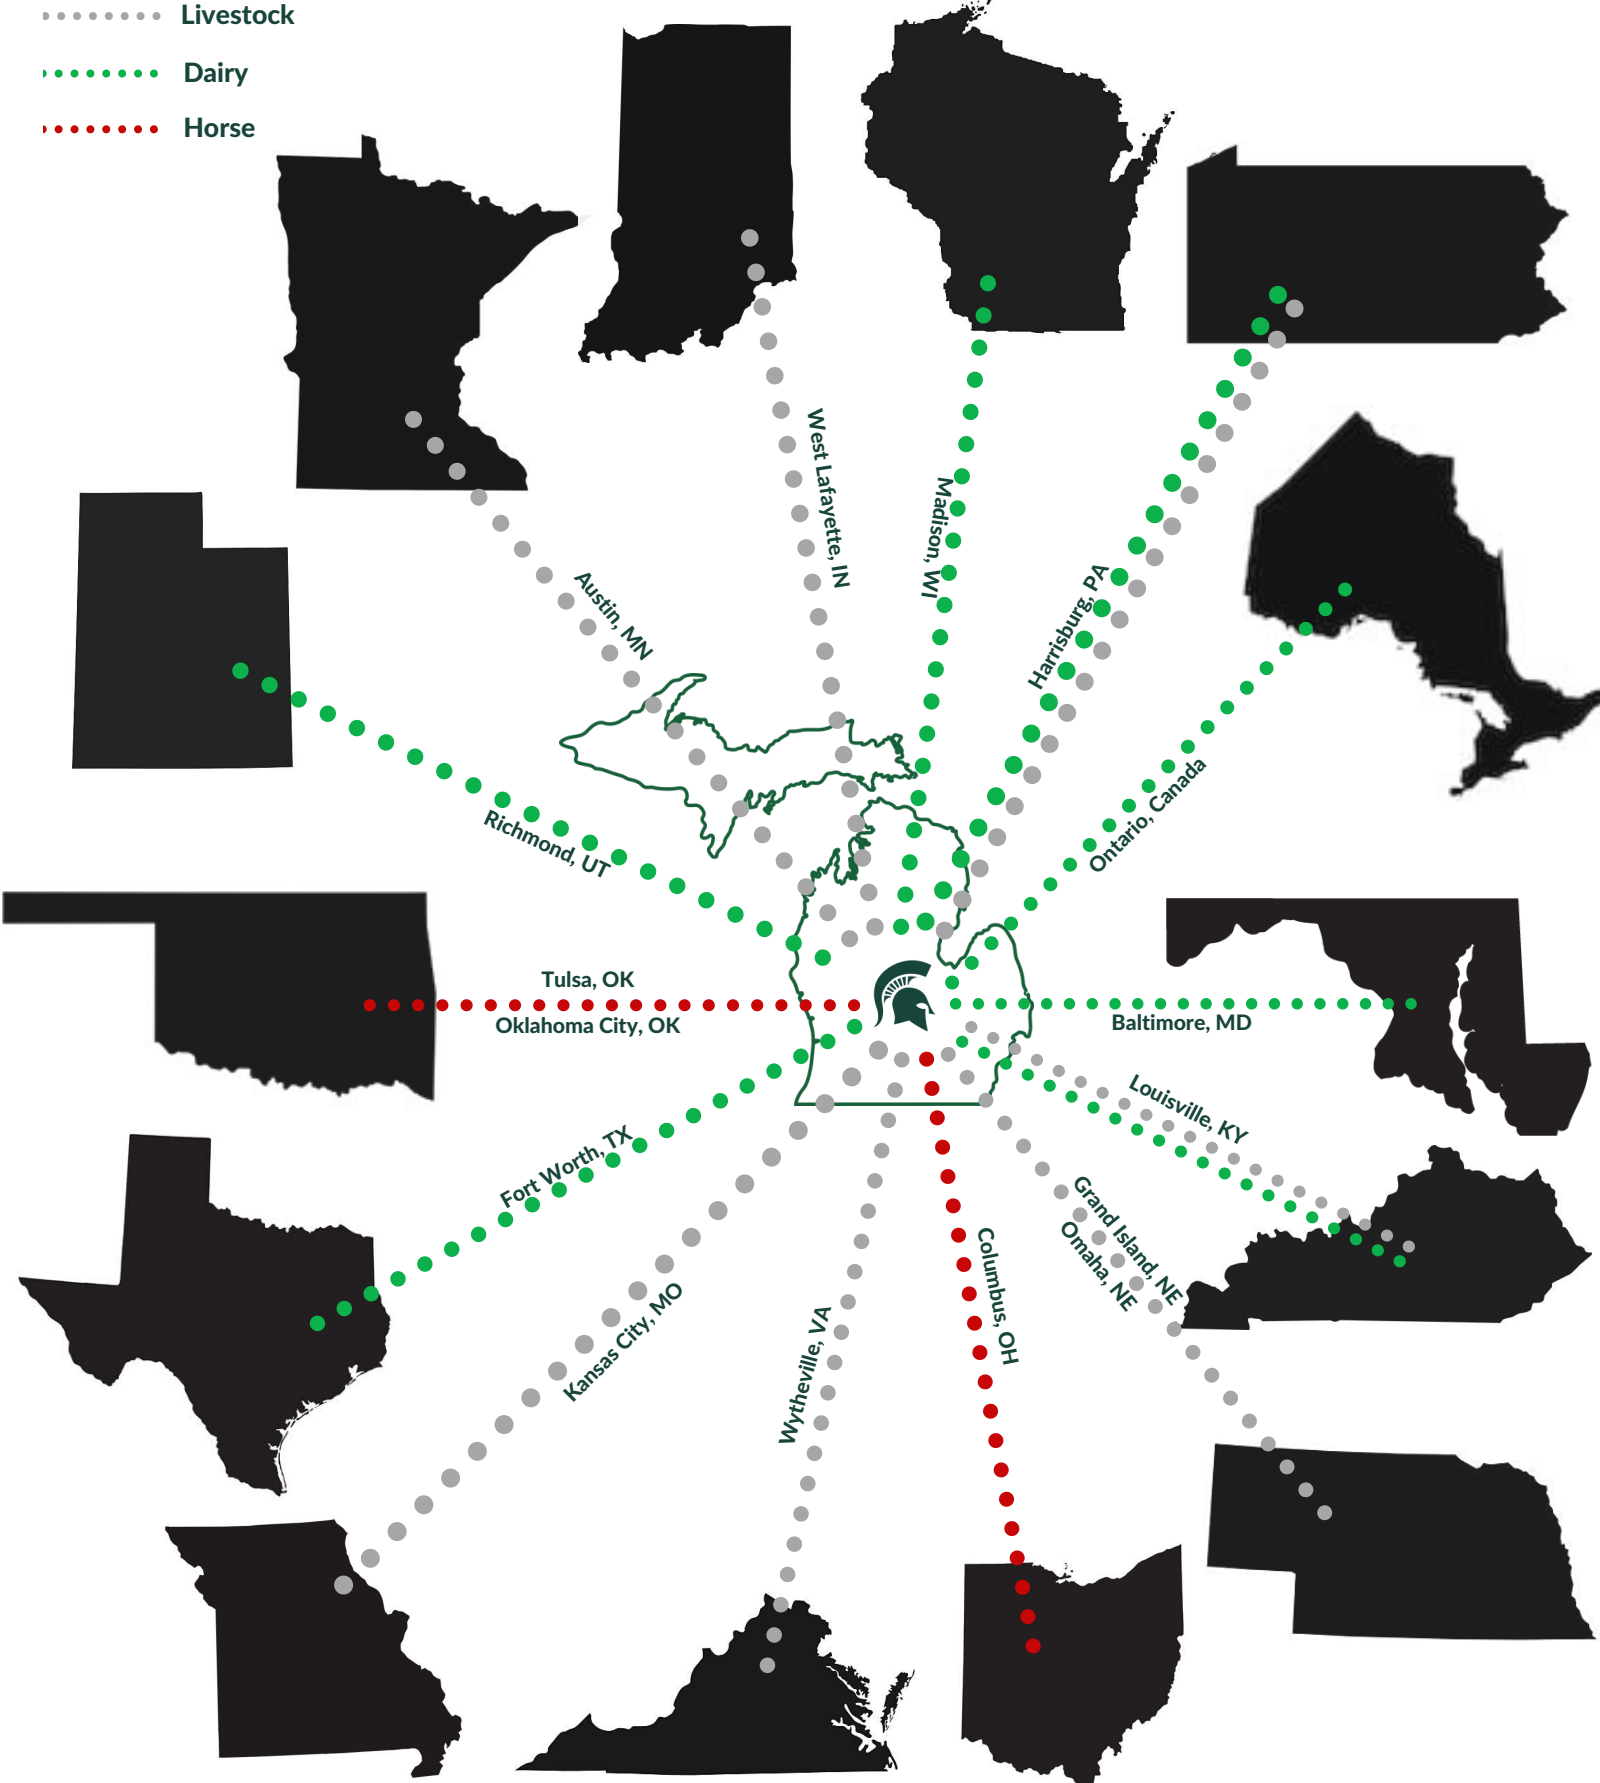 Livestock
Dairy
Horse
West Lafayette, IN
Madison, WI
Austin, MN
Harrisburg, PA
Ontario, Canada
Richmond, UT
Tulsa, OK
Oklahoma City, OK
Baltimore, MD
Louisville, KY
Fort Worth, TX
Grand Island, NE
Omaha, NE
Columbus, OH
Kansas City, MO
Wytheville, VA